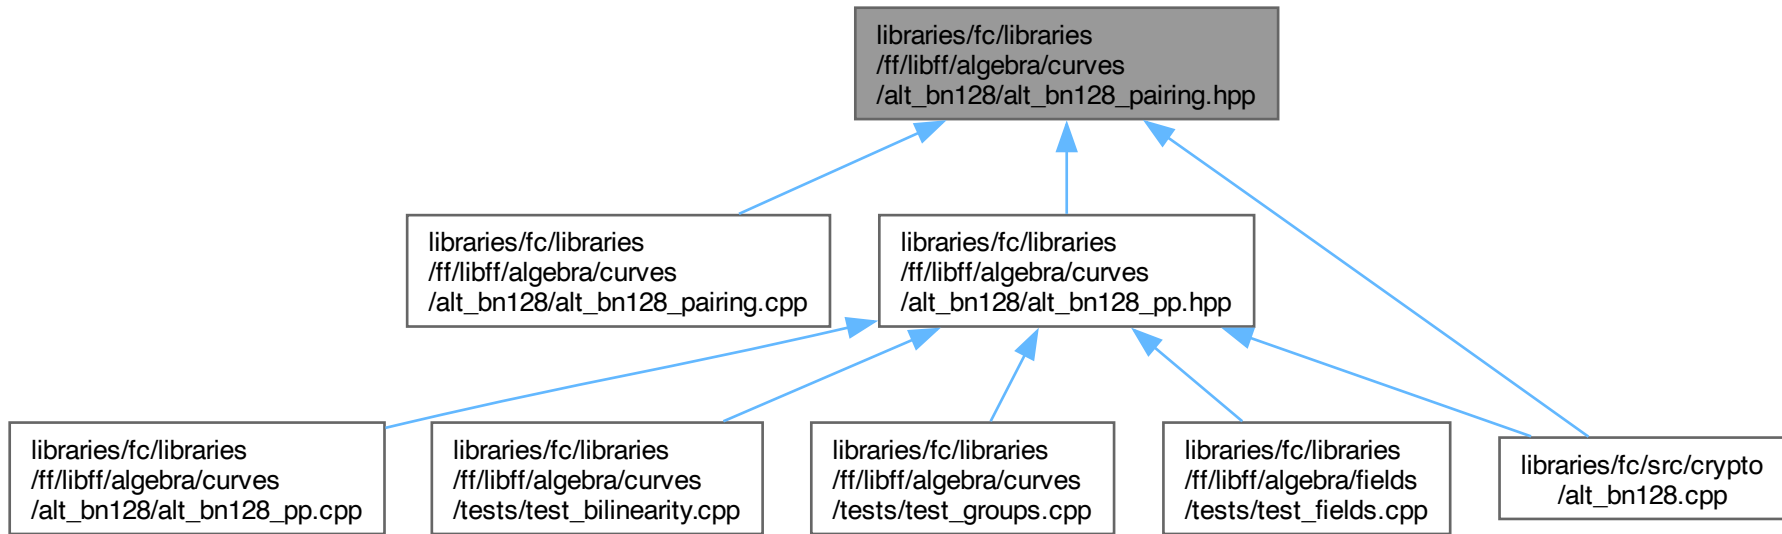 libraries/fc/libraries
/ff/libff/algebra/curves
/alt_bn128/alt_bn128_pairing.hpp
libraries/fc/libraries
/ff/libff/algebra/curves
/alt_bn128/alt_bn128_pairing.cpp
libraries/fc/libraries
/ff/libff/algebra/curves
/alt_bn128/alt_bn128_pp.hpp
libraries/fc/libraries
/ff/libff/algebra/curves
/alt_bn128/alt_bn128_pp.cpp
libraries/fc/libraries
/ff/libff/algebra/curves
/tests/test_bilinearity.cpp
libraries/fc/libraries
/ff/libff/algebra/curves
/tests/test_groups.cpp
libraries/fc/libraries
/ff/libff/algebra/fields
/tests/test_fields.cpp
libraries/fc/src/crypto
/alt_bn128.cpp